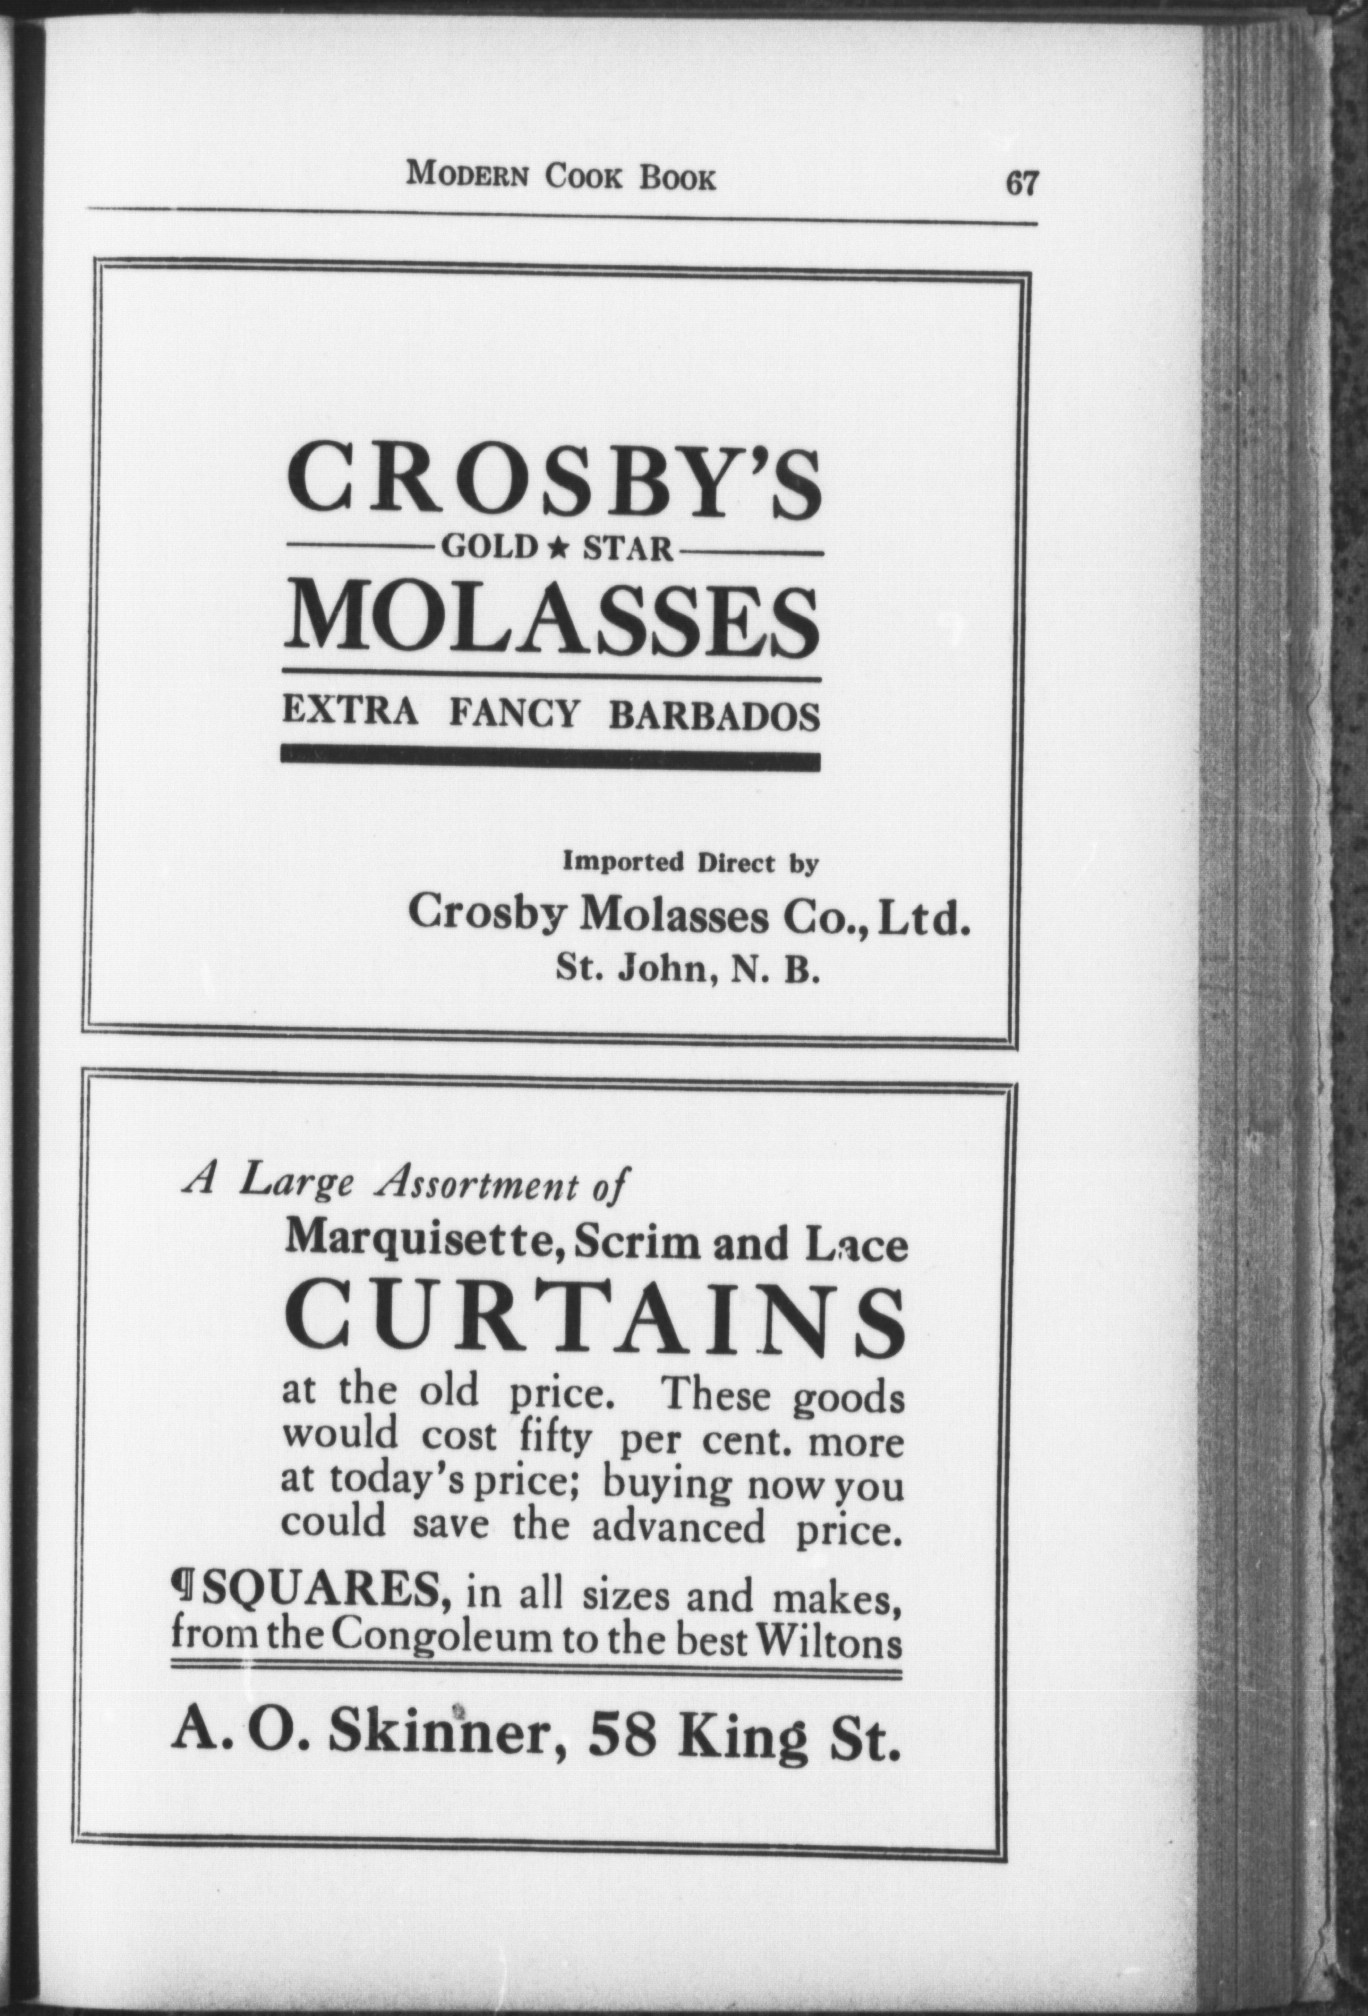 MODERN COOK BOOK 67
CROSBY'S
GOLD ★ STAR
MOLASSES
EXTRA FANCY BARBADOS
Imported Direct by
Crosby Molasses Co., Ltd.
St. John, N. B.
A Large Assortment of
Marquisette, Scrim and Lace
CURTAINS
at the old price. These goods
would cost fifty per cent. more
at today's price; buying now you
could save the advanced price.
¶ SQUARES, in all sizes and makes,
from the Congoleum to the best Wiltons
A. O. Skinner, 58 King St.